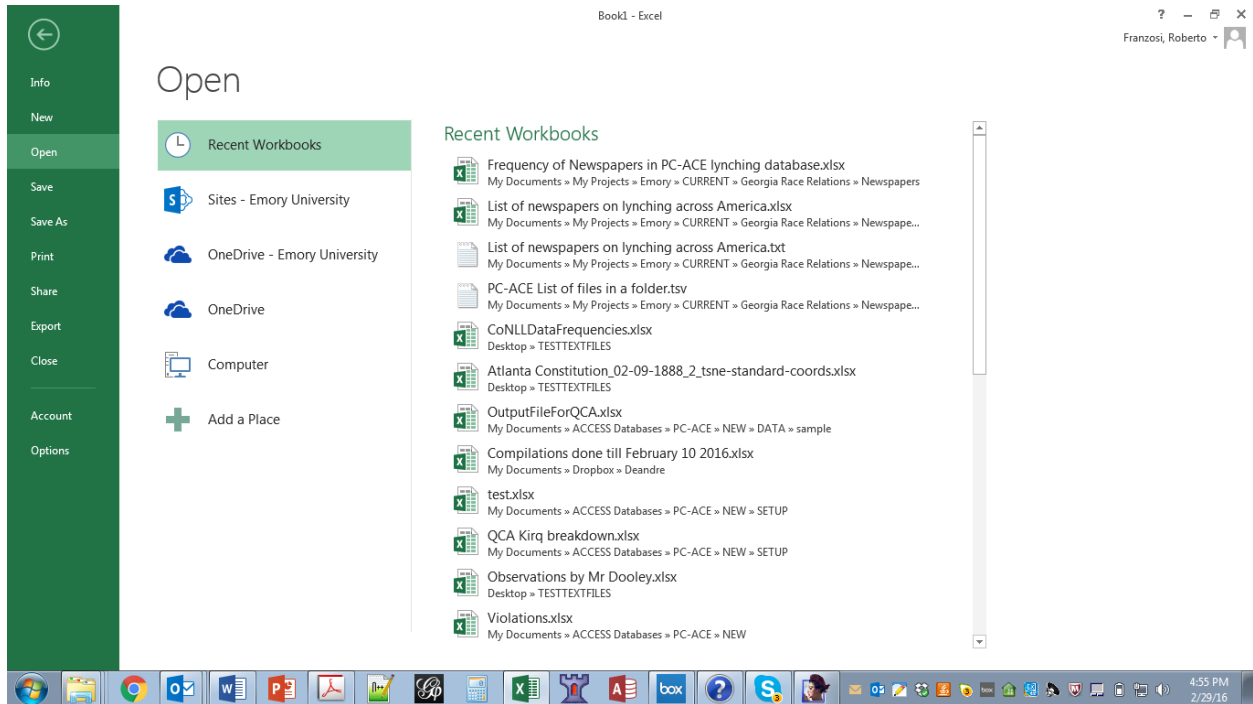 Book1 - Excel
Franzosi, Roberto
Info
New
Open
Save
Save As
Print
Share
Export
Close
Account
Options
Open
Recent Workbooks
Sites - Emory University
OneDrive - Emory University
OneDrive
Computer
Add a Place
Recent Workbooks
Frequency of Newspapers in PC-ACE lynching database.xlsx
My Documents » My Projects » Emory » CURRENT » Georgia Race Relations » Newspapers
List of newspapers on lynching across America.xlsx
My Documents » My Projects » Emory » CURRENT » Georgia Race Relations » Newspape...
List of newspapers on lynching across America.txt
My Documents » My Projects » Emory » CURRENT » Georgia Race Relations » Newspape...
PC-ACE List of files in a folder.tsv
My Documents » My Projects » Emory » CURRENT » Georgia Race Relations » Newspape...
CoNLLDataFrequencies.xlsx
Desktop » TESTTEXTFILES
Atlanta Constitution_02-09-1888_2_tsne-standard-coords.xlsx
Desktop » TESTTEXTFILES
OutputFileForQCA.xlsx
My Documents » ACCESS Databases » PC-ACE » NEW » DATA » sample
Compilations done till February 10 2016.xlsx
My Documents » Dropbox » Deandre
test.xlsx
My Documents » ACCESS Databases » PC-ACE » NEW » SETUP
QCA Kirq breakdown.xlsx
My Documents » ACCESS Databases » PC-ACE » NEW » SETUP
Observations by Mr Dooley.xlsx
Desktop » TESTTEXTFILES
Violations.xlsx
My Documents » ACCESS Databases » PC-ACE » NEW
box
4:55 PM
2/29/16